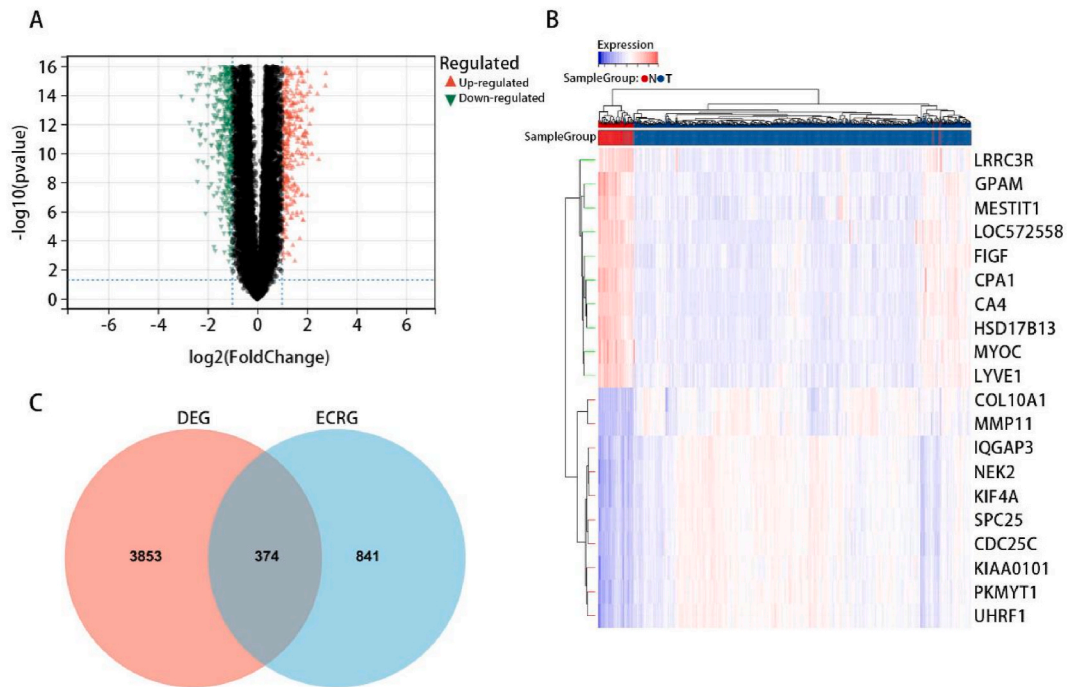 A
Regulated
Up-regulated
Down-regulated
16
14
12
10
8
6
4
2
0
-log10(pvalue)
-6
-4
-2
0
2
4
6
log2(FoldChange)
B
Expression
SampleGroup: N T
SampleGroup
LRRC3R
GPAM
MESTIT1
LOC572558
FIGF
CPA1
CA4
HSD17B13
MYOC
LYVE1
COL10A1
MMP11
IQGAP3
NEK2
KIF4A
SPC25
CDC25C
KIAA0101
PKMYT1
UHRF1
C
DEG
ECRG
3853
374
841